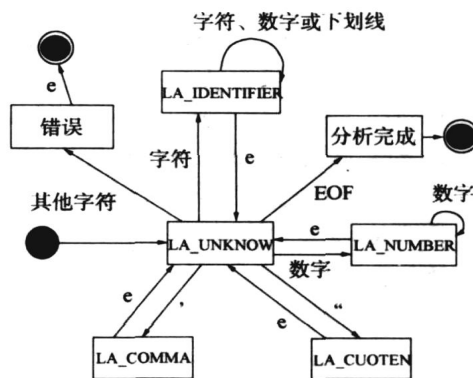 字符、数字或下划线
e
LA_IDENTIFIER
错误
分析完成
字符
e
EOF
其他字符
数字
e
LA_UNKNOW
LA_NUMBER
数字
e
,
e
“
LA_COMMA
LA_CUOTEN